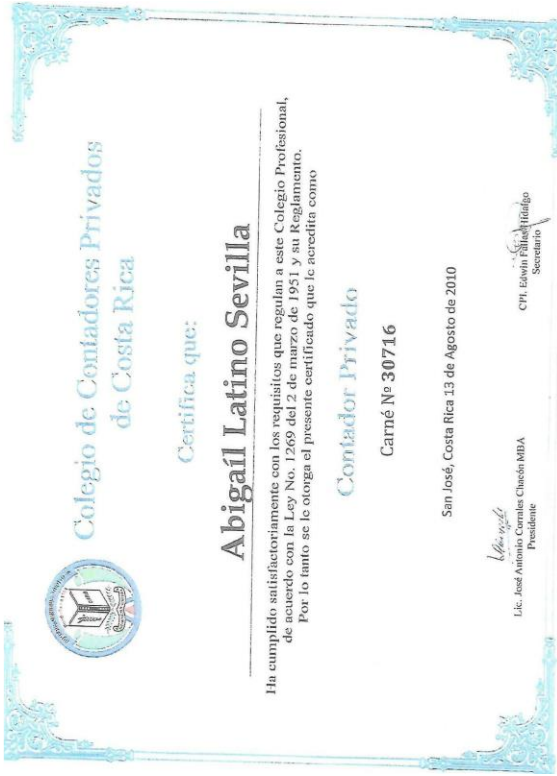 Colegio de Contadores Privados
de Costa Rica
Certifica que:
Abigaíl Latino Sevilla
Ha cumplido satisfactoriamente con los requisitos que regulan a este Colegio Profesional,
de acuerdo con la Ley No. 1269 del 2 de marzo de 1951 y su Reglamento.
Por lo tanto se le otorga el presente certificado que le acredita como
Contador Privado
Carné Nº 30716
San José, Costa Rica 13 de Agosto de 2010
Lic. José Antonio Corrales Chacón MBA
Presidente
CPI. Edwin Fallas Hidalgo
Secretario